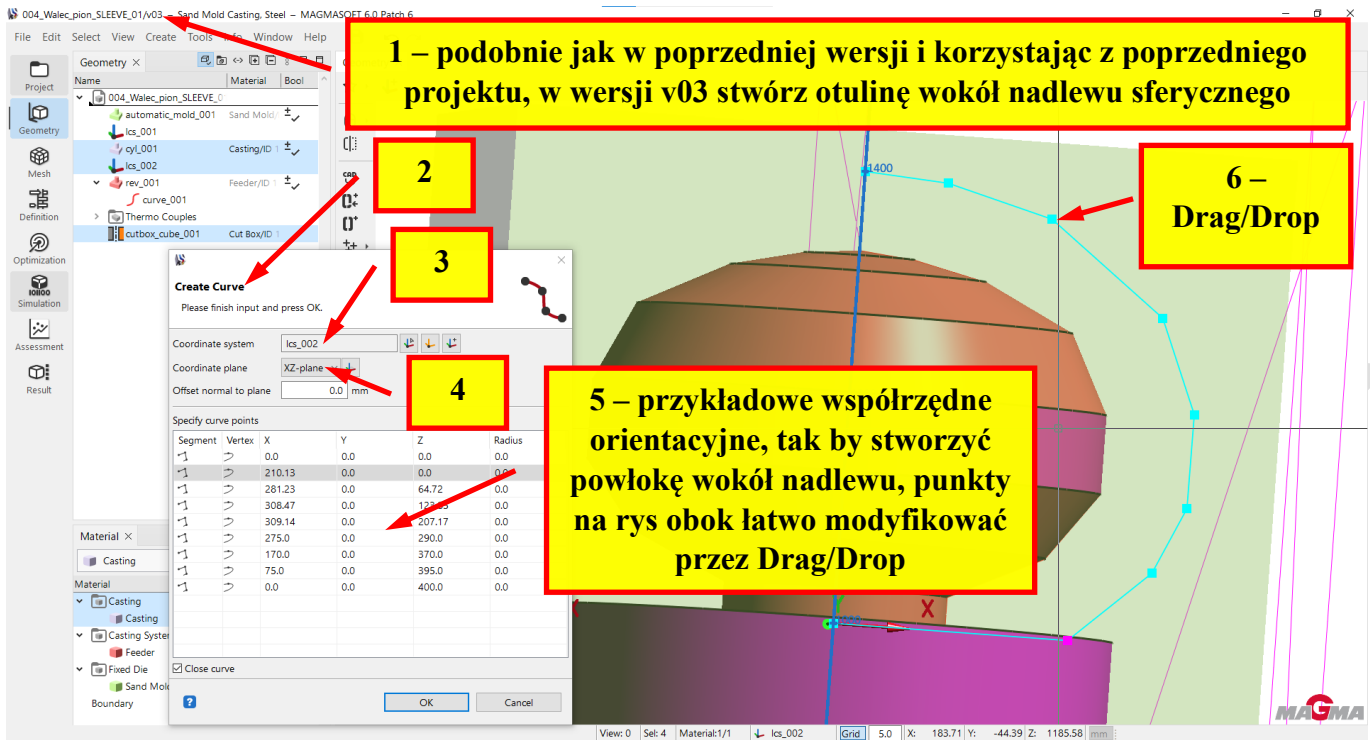 004_Walec_pion_SLEEVE_01/v03 – Sand Mold Casting, Steel – MAGMASOFT 6.0 Patch 6
File Edit Select View Create Tools Info Window Help
1 – podobnie jak w poprzedniej wersji i korzystając z poprzedniego
projektu, w wersji v03 stwórz otulinę wokół nadlewu sferycznego
Project
Geometry
Mesh
Definition
Optimization
Simulation
Assessment
Result
Geometry
Name Material Bool
004_Walec_pion_SLEEVE_0
automatic_mold_001 Sand Mold/
lcs_001
cyl_001 Casting/ID 1
lcs_002
rev_001 Feeder/ID 1
curve_001
Thermo Couples
cutbox_cube_001 Cut Box/ID 1
2
3
4
1400
6 –
Drag/Drop
Create Curve
Please finish input and press OK.
Coordinate system lcs_002
Coordinate plane XZ-plane
Offset normal to plane 0.0 mm
Specify curve points
Segment Vertex X Y Z Radius
0.0 0.0 0.0 0.0
210.13 0.0 0.0 0.0
281.23 0.0 64.72 0.0
308.47 0.0 0.0
309.14 0.0 207.17 0.0
275.0 0.0 290.0 0.0
170.0 0.0 370.0 0.0
75.0 0.0 395.0 0.0
0.0 0.0 400.0 0.0
Close curve
OK Cancel
5 – przykładowe współrzędne
orientacyjne, tak by stworzyć
powłokę wokół nadlewu, punkty
na rys obok łatwo modyfikować
przez Drag/Drop
X
X
Material
Casting
Material
Casting
Casting
Casting System
Feeder
Fixed Die
Sand Mold
Boundary
MAGMA
View: 0 Sel: 4 Material:1/1 lcs_002 Grid 5.0 X: 183.71 Y: -44.39 Z: 1185.58 mm